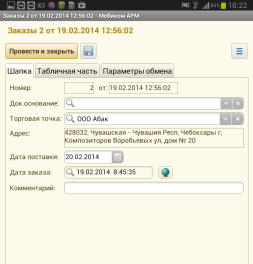 10:22
Заказы 2 от 19.02.2014 12:56:02 - Мобиком АРМ
Заказы 2 от 19.02.2014 12:56:02
Провести и закрыть
Шапка Табличная часть Параметры обмена
Номер: 2 от: 19.02.2014 12:56:02
Док.основание:
Торговая точка: ООО Абак
Адрес: 428032, Чувашская - Чувашия Респ, Чебоксары г,
Композиторов Воробьевых ул, дом № 20
Дата поставки: 20.02.2014
Дата заказа: 19.02.2014 8:45:35
Комментарий: